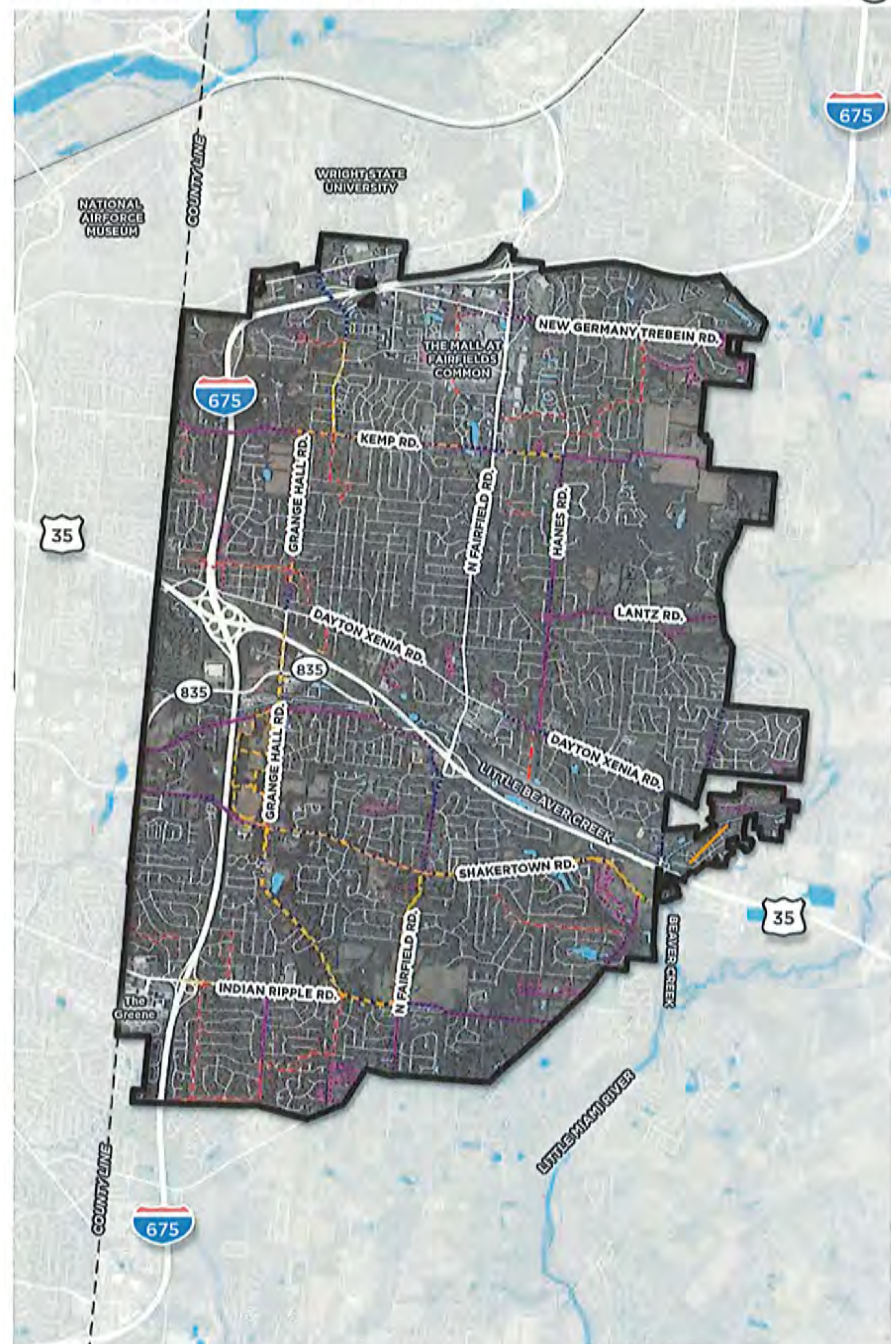 675
COUNTY LINE
WRIGHT STATE
UNIVERSITY
NATIONAL
AIRFORCE
MUSEUM
NEW GERMANY TREBEIN RD.
THE MALL AT
FAIRFIELDS
COMMON
675
KEMP RD.
GRANGE HALL RD.
N FAIRFIELD RD.
HANES RD.
35
LANTZ RD.
DAYTON XENIA RD.
835
835
GRANGE HALL RD.
DAYTON XENIA RD.
LITTLE BEAVER CREEK
SHAKERTOWN RD.
35
BEAVER CREEK
N FAIRFIELD RD.
INDIAN RIPPLE RD.
The
Greene
LITTLE MIAMI RIVER
COUNTY LINE
675